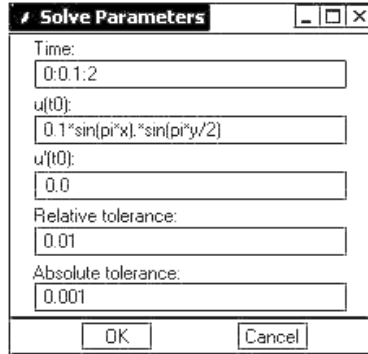 Solve Parameters
Time:
0:0.1:2
u(t0):
0.1*sin(pi*x).*sin(pi*y/2)
u'(t0):
0.0
Relative tolerance:
0.01
Absolute tolerance:
0.001
OK Cancel